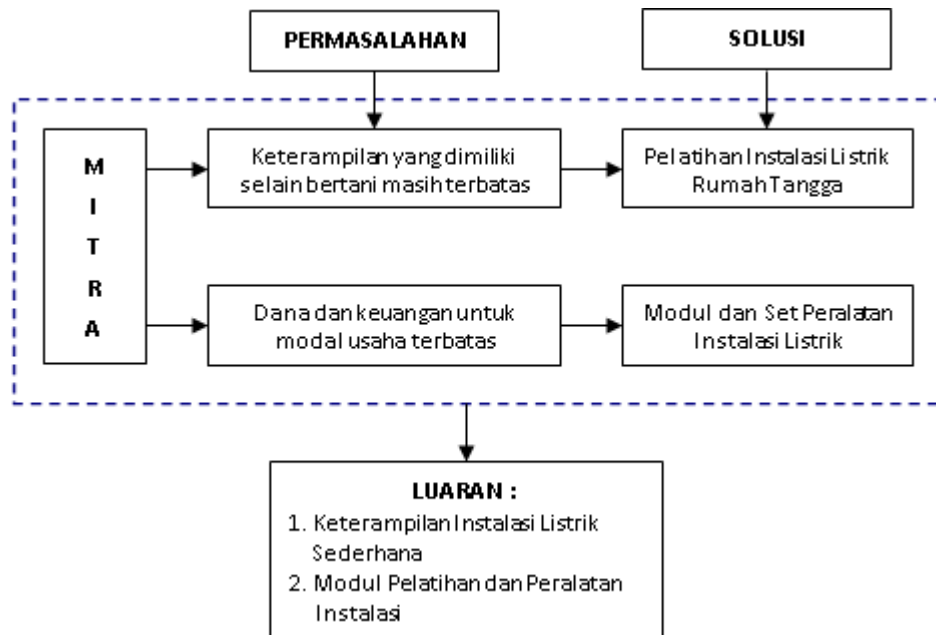 PERMASALAHAN
SOLUSI
M
I
T
R
A
Keterampilan yang dimiliki
selain bertani masih terbatas
Pelatihan Instalasi Listrik
Rumah Tangga
Dana dan keuangan untuk
modal usaha terbatas
Modul dan Set Peralatan
Instalasi Listrik
LUARAN :
1. Keterampilan Instalasi Listrik
Sederhana
2. Modul Pelatihan dan Peralatan
Instalasi